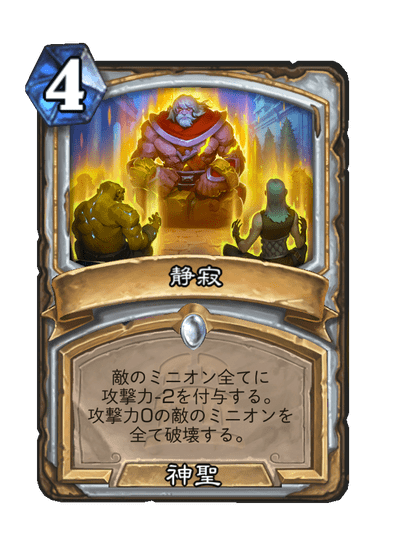 4
静寂
敵のミニオン全てに
攻撃力-2を付与する。
攻撃力0の敵のミニオンを
全て破壊する。
神聖